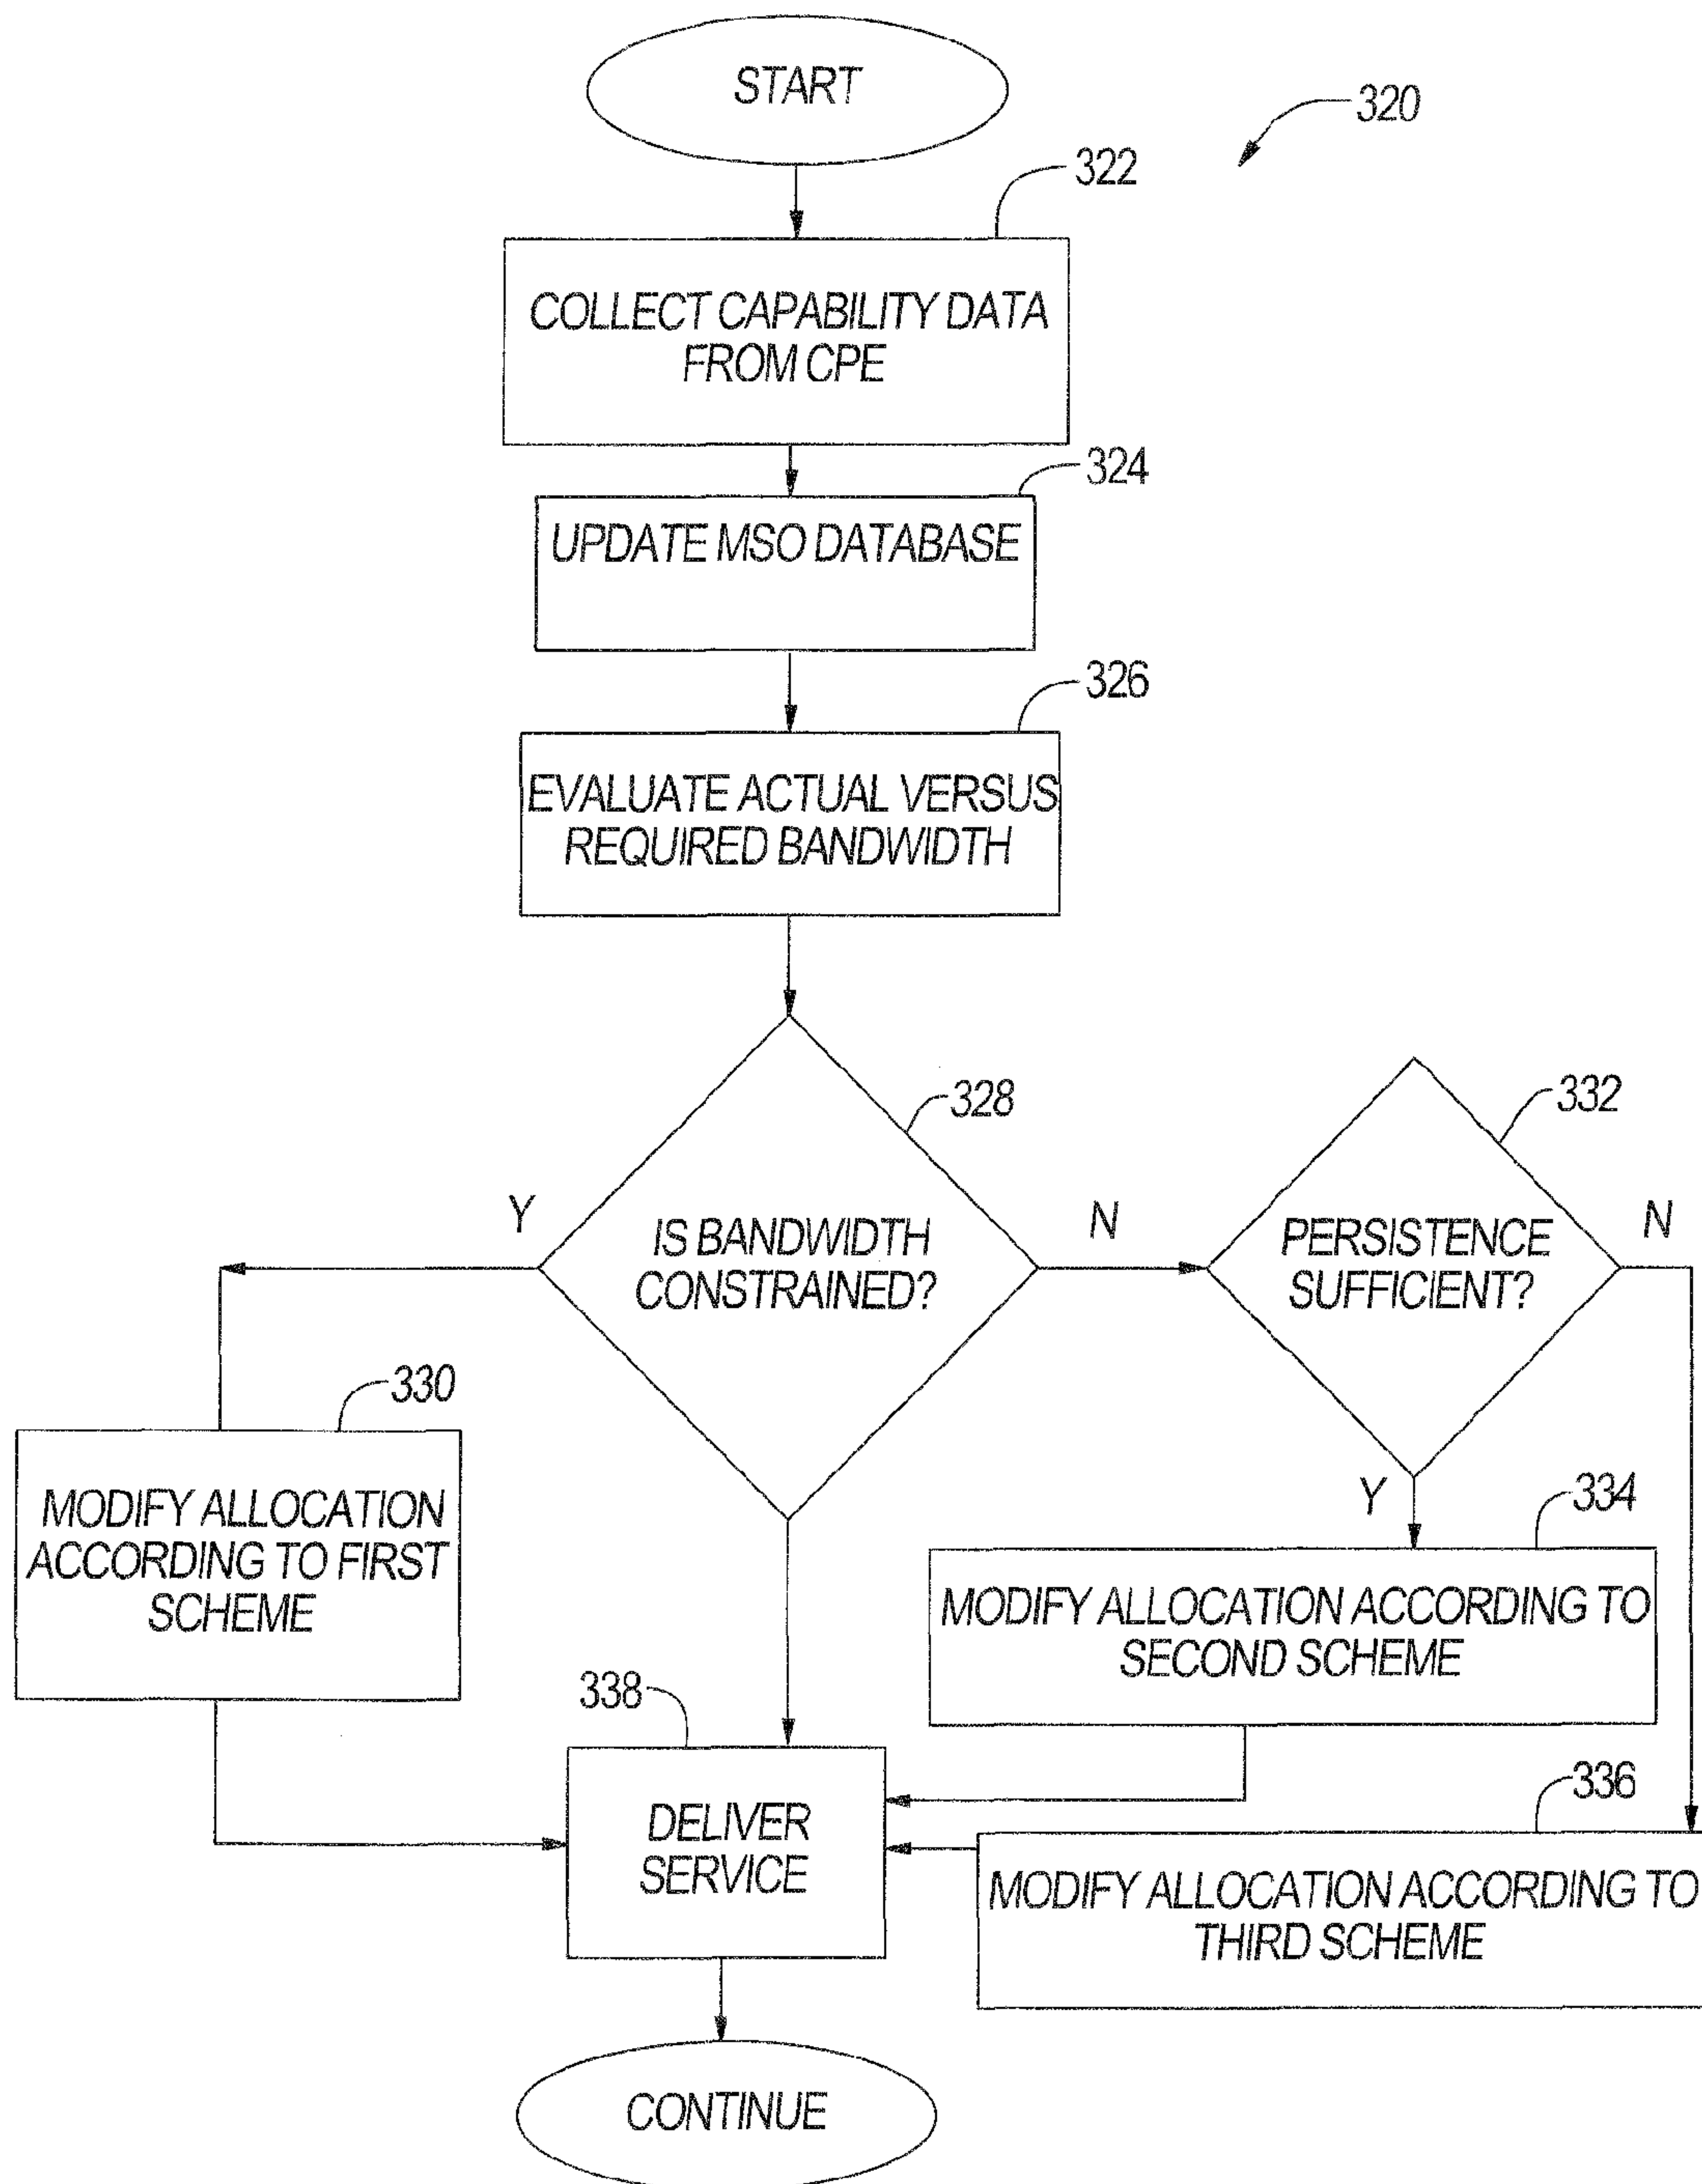 START
320
322
COLLECT CAPABILITY DATA
FROM CPE
324
UPDATE MSO DATABASE
326
EVALUATE ACTUAL VERSUS
REQUIRED BANDWIDTH
328
332
Y
IS BANDWIDTH
CONSTRAINED?
N
PERSISTENCE
SUFFICIENT?
N
330
MODIFY ALLOCATION
ACCORDING TO FIRST
SCHEME
Y
334
MODIFY ALLOCATION ACCORDING TO
SECOND SCHEME
338
DELIVER
SERVICE
336
MODIFY ALLOCATION ACCORDING TO
THIRD SCHEME
CONTINUE